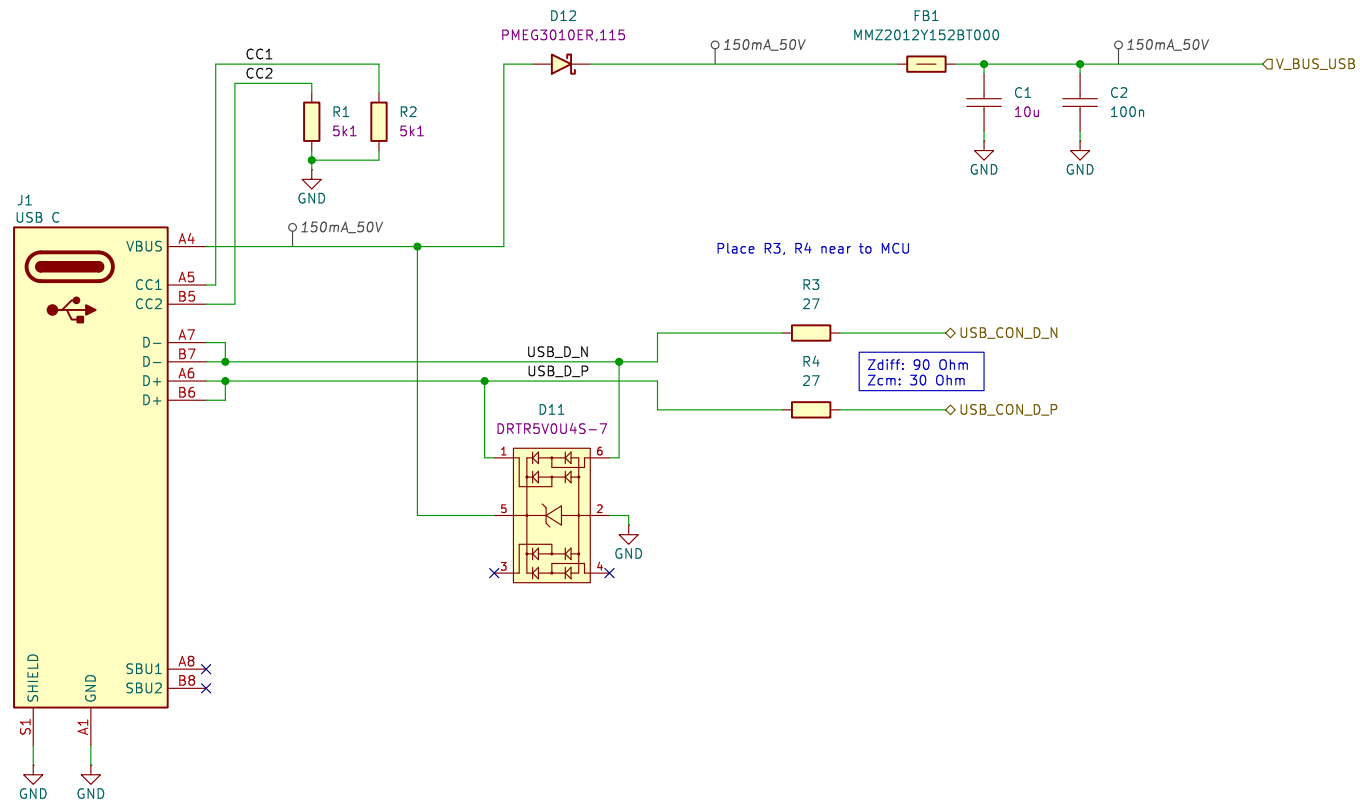 D12
PMEG3010ER,115
150mA_50V
FB1
MMZ2012Y152BT000
150mA_50V
V_BUS_USB
CC1
CC2
R1
5k1
R2
5k1
GND
C1
10u
GND
C2
100n
GND
J1
USB C
150mA_50V
VBUS
A4
CC1
A5
CC2
B5
D-
A7
D-
B7
D+
A6
D+
B6
USB_D_N
USB_D_P
Place R3, R4 near to MCU
R3
27
USB_CON_D_N
Zdiff: 90 Ohm
Zcm: 30 Ohm
R4
27
USB_CON_D_P
D11
DRTR5V0U4S-7
1
6
5
2
3
4
GND
SBU1
A8
SBU2
B8
SHIELD
GND
S1
A1
GND
GND